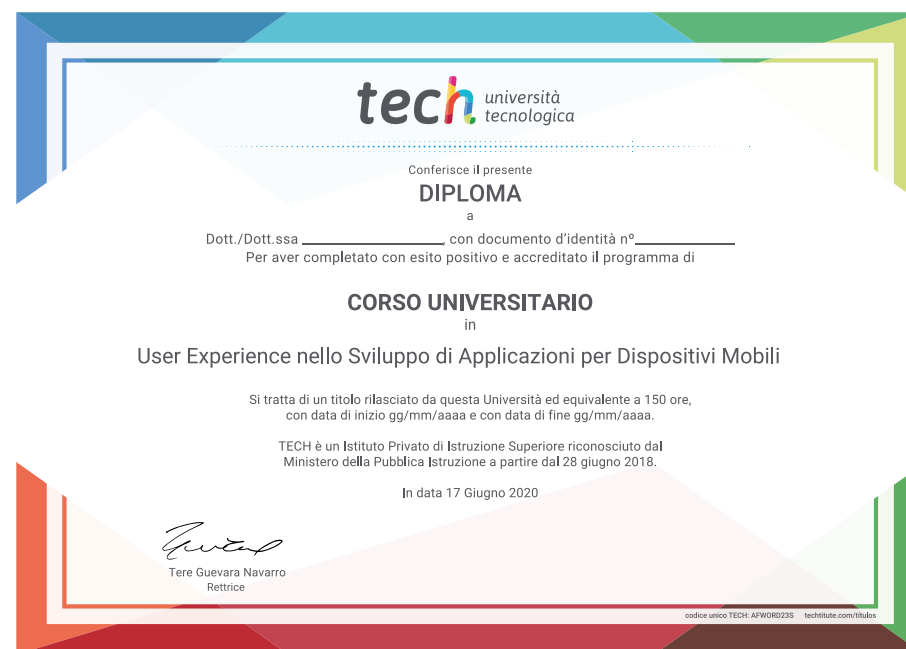 tech università
tecnologica
Conferisce il presente
DIPLOMA
a
Dott./Dott.ssa ____________________, con documento d'identità nº______________
Per aver completato con esito positivo e accreditato il programma di
CORSO UNIVERSITARIO
in
User Experience nello Sviluppo di Applicazioni per Dispositivi Mobili
Si tratta di un titolo rilasciato da questa Università ed equivalente a 150 ore,
con data di inizio gg/mm/aaaa e con data di fine gg/mm/aaaa.
TECH è un Istituto Privato di Istruzione Superiore riconosciuto dal
Ministero della Pubblica Istruzione a partire dal 28 giugno 2018.
In data 17 Giugno 2020
Tere Guevara Navarro
Rettrice
codice unico TECH: AFWORD23S techtitute.com/titulos